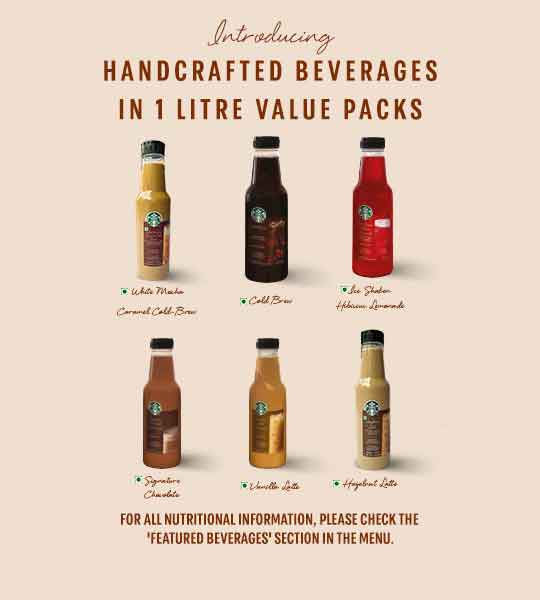 Introducing
HANDCRAFTED BEVERAGES
IN 1 LITRE VALUE PACKS
White Mocha
Caramel Cold-Brew
Cold Brew
Ice Shaken
Hibiscus Lemonade
Signature
Chocolate
Vanilla Latte
Hazelnut Latte
FOR ALL NUTRITIONAL INFORMATION, PLEASE CHECK THE
'FEATURED BEVERAGES' SECTION IN THE MENU.